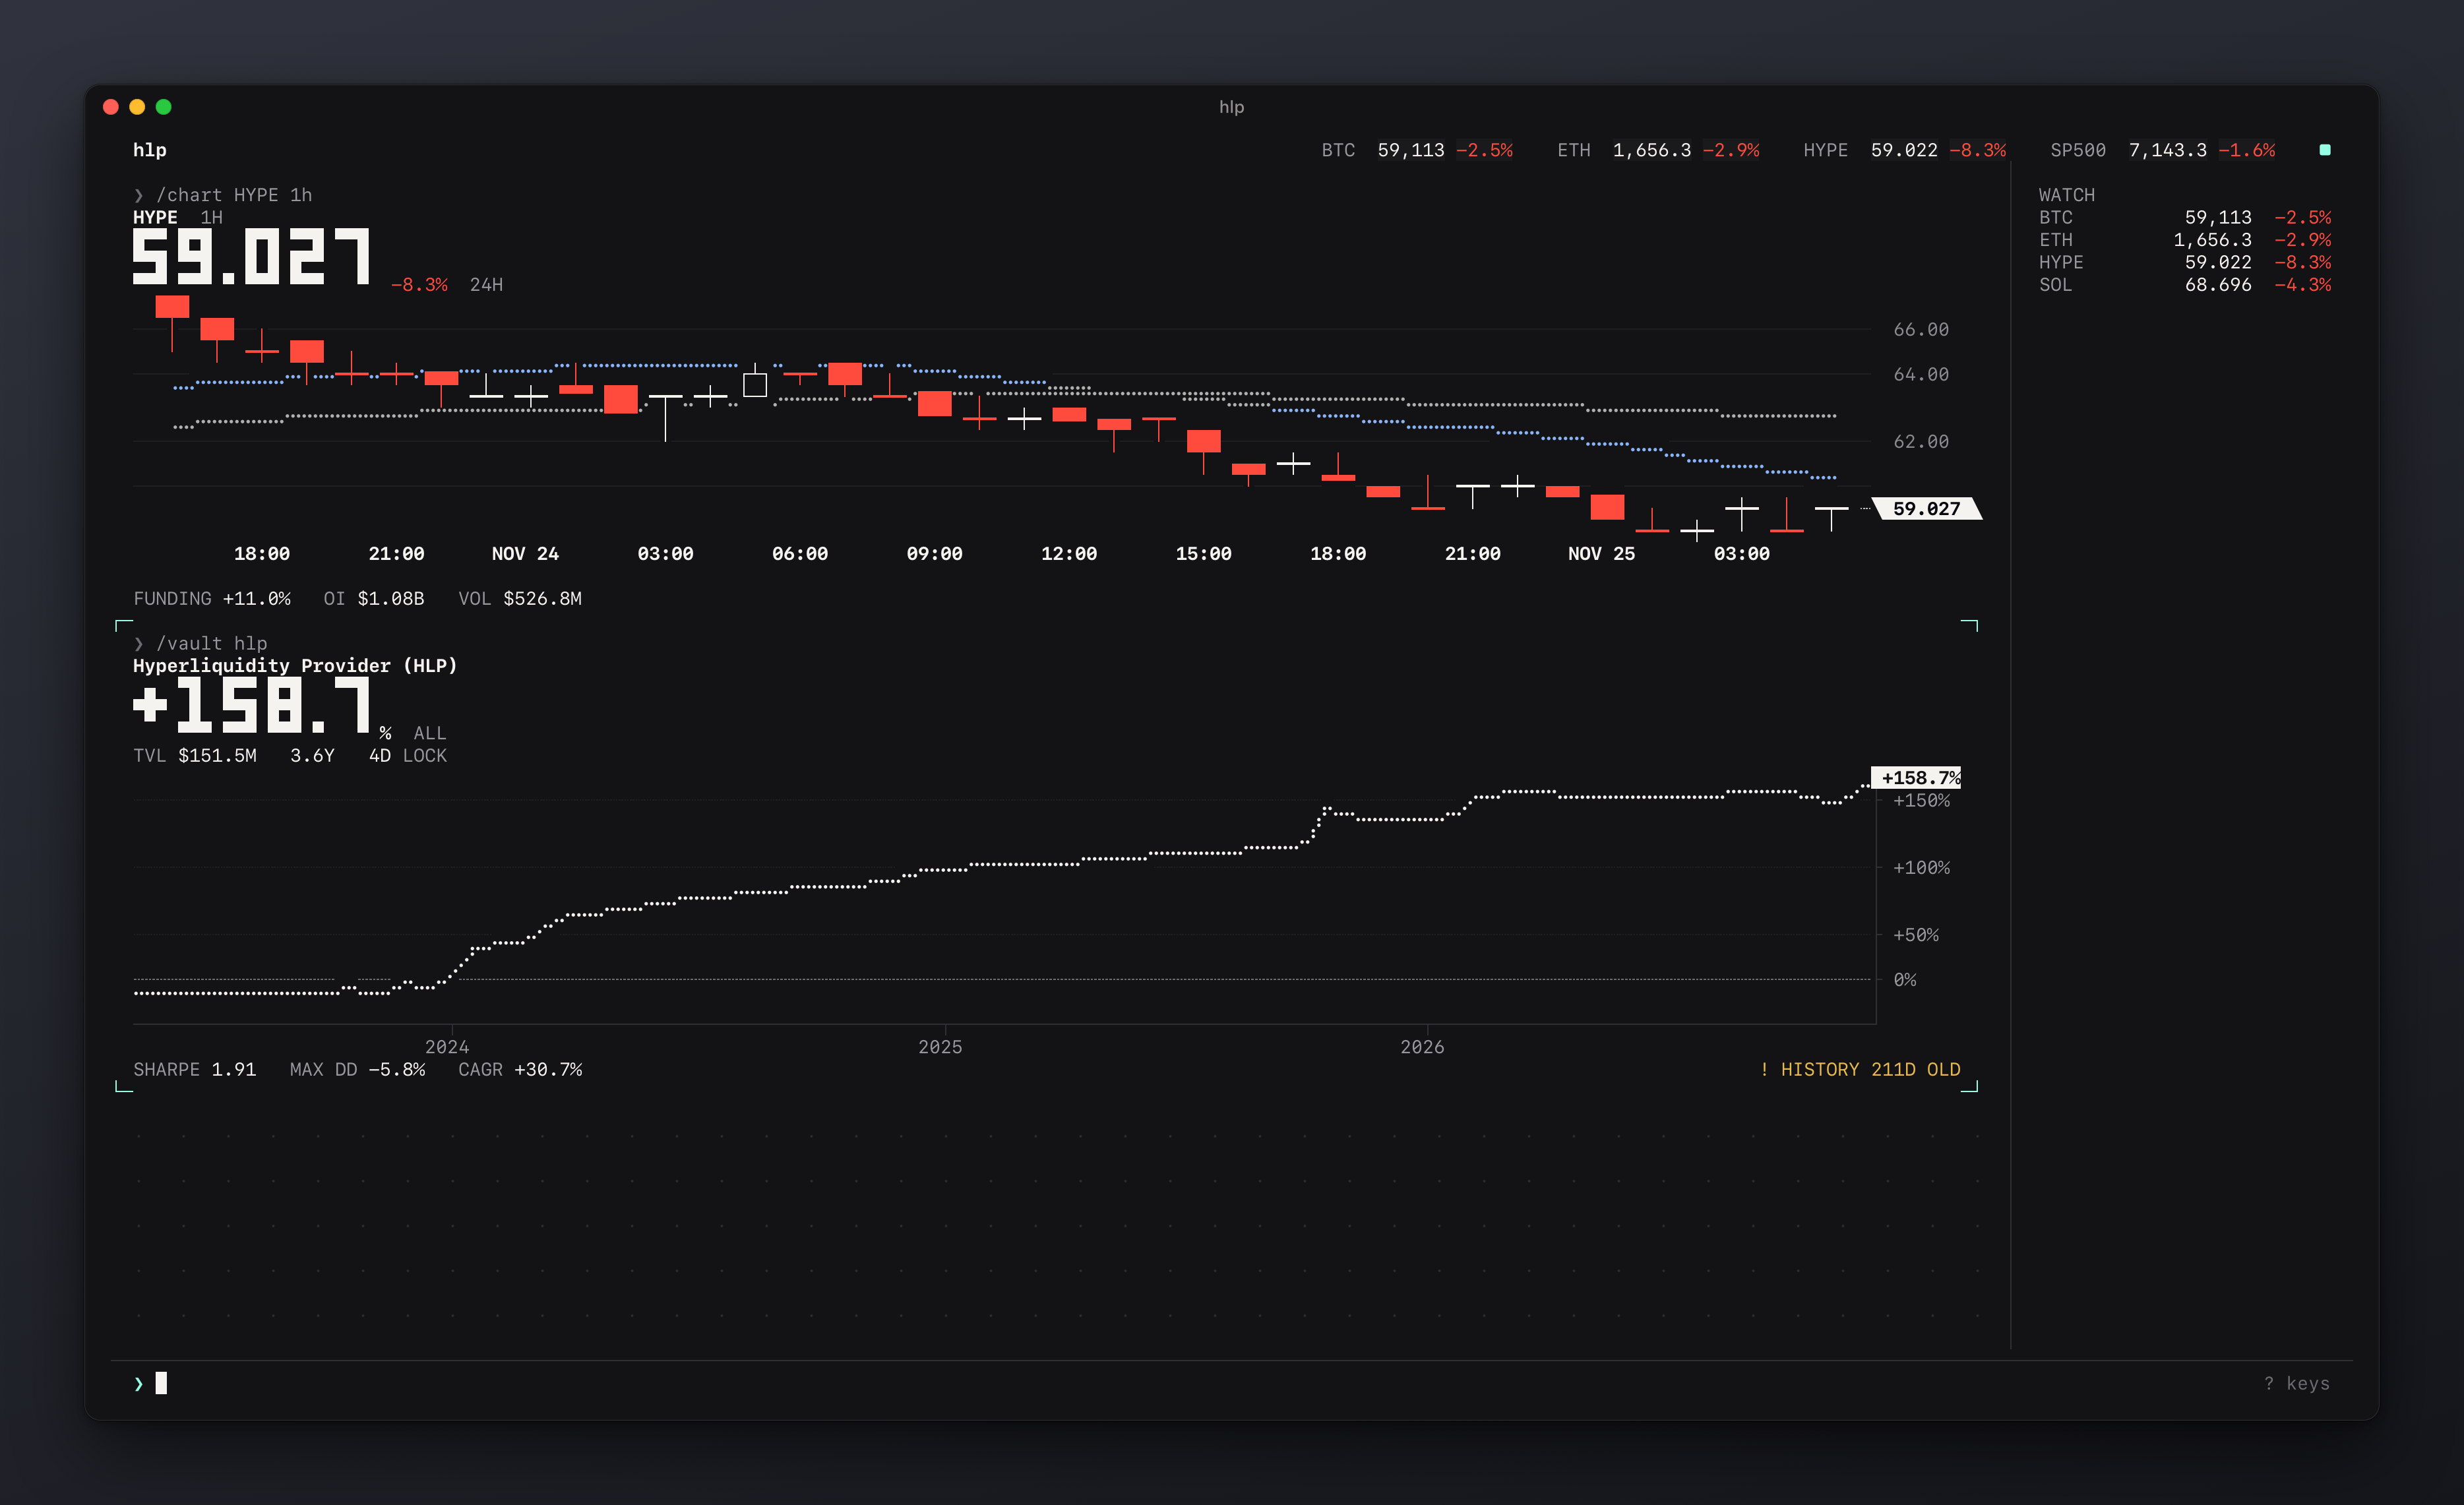 hlp
hlp BTC 59,113 −2.5% ETH 1,656.3 −2.9% HYPE 59.022 −8.3% SP500 7,143.3 −1.6%
❯ /chart HYPE 1h
HYPE 1H
59.027 −8.3% 24H
66.00
64.00
62.00
59.027
18:00 21:00 NOV 24 03:00 06:00 09:00 12:00 15:00 18:00 21:00 NOV 25 03:00
FUNDING +11.0% OI $1.08B VOL $526.8M
❯ /vault hlp
Hyperliquidity Provider (HLP)
+158.7% ALL
TVL $151.5M 3.6Y 4D LOCK
+158.7%
+150%
+100%
+50%
0%
2024 2025 2026
SHARPE 1.91 MAX DD −5.8% CAGR +30.7% ! HISTORY 211D OLD
WATCH
BTC 59,113 −2.5%
ETH 1,656.3 −2.9%
HYPE 59.022 −8.3%
SOL 68.696 −4.3%
❯ ? keys